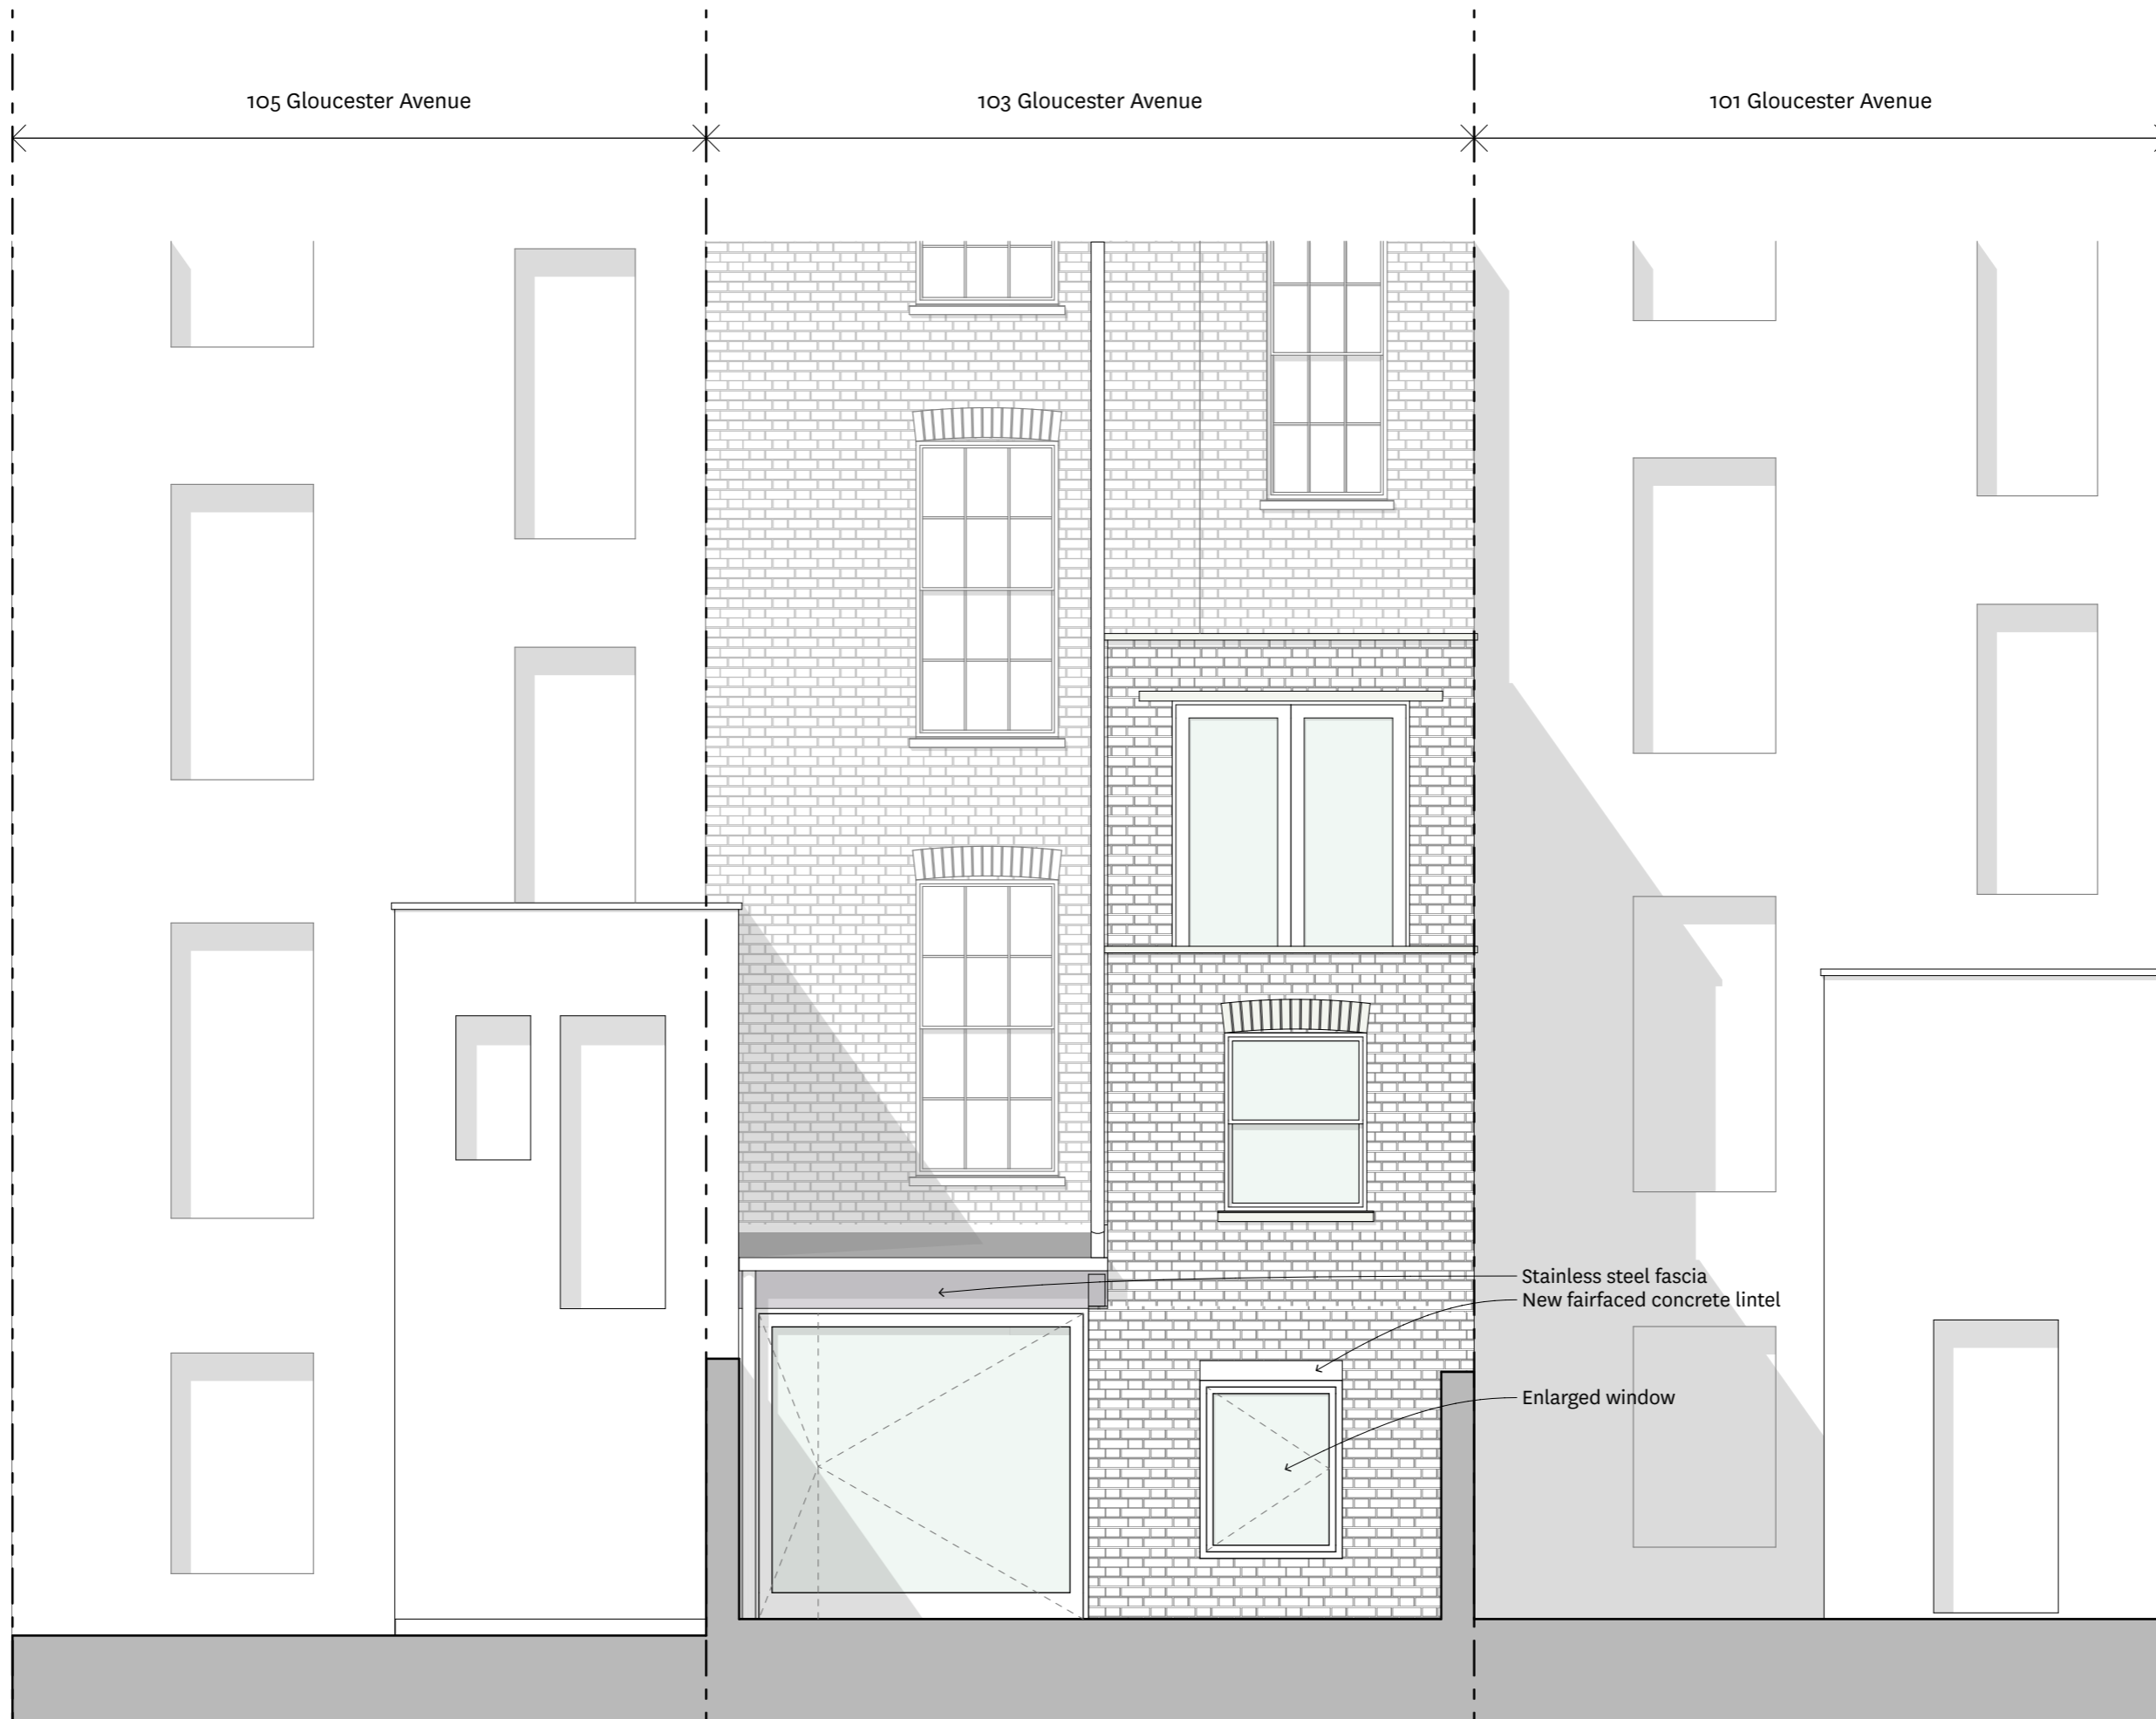 105 Gloucester Avenue
103 Gloucester Avenue
101 Gloucester Avenue
Stainless steel fascia
New fairfaced concrete lintel
Enlarged window